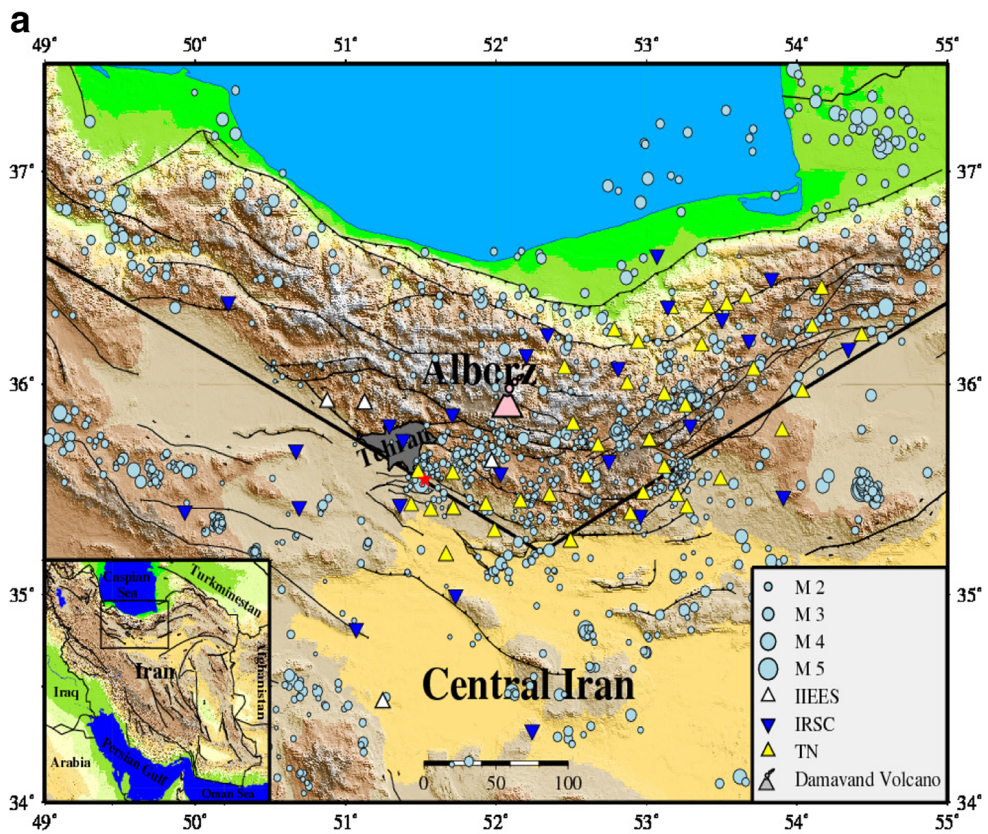 a
49° 50° 51° 52° 53° 54° 55°
37° 37°
36° 36°
35° 35°
34° 34°
Alborz
Tehran
Central Iran
0 50 100
Caspian
Sea
Turkminestan
Iran
Afghanistan
Iraq
Arabia
Persian Gulf
Oman Sea
M 2
M 3
M 4
M 5
IIEES
IRSC
TN
Damavand Volcano
49° 50° 51° 52° 53° 54° 55°